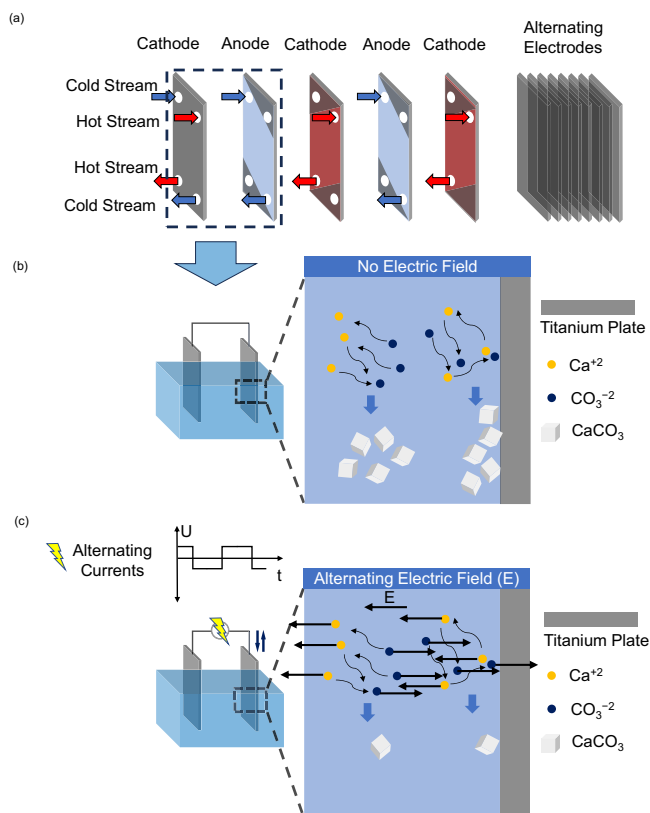 (a)
Cathode Anode Cathode Anode Cathode
Alternating
Electrodes
Cold Stream
Hot Stream
Hot Stream
Cold Stream
(b)
No Electric Field
Titanium Plate
Ca⁺²
CO₃⁻²
CaCO₃
(c)
U
t
Alternating
Currents
Alternating Electric Field (E)
E
Titanium Plate
Ca⁺²
CO₃⁻²
CaCO₃